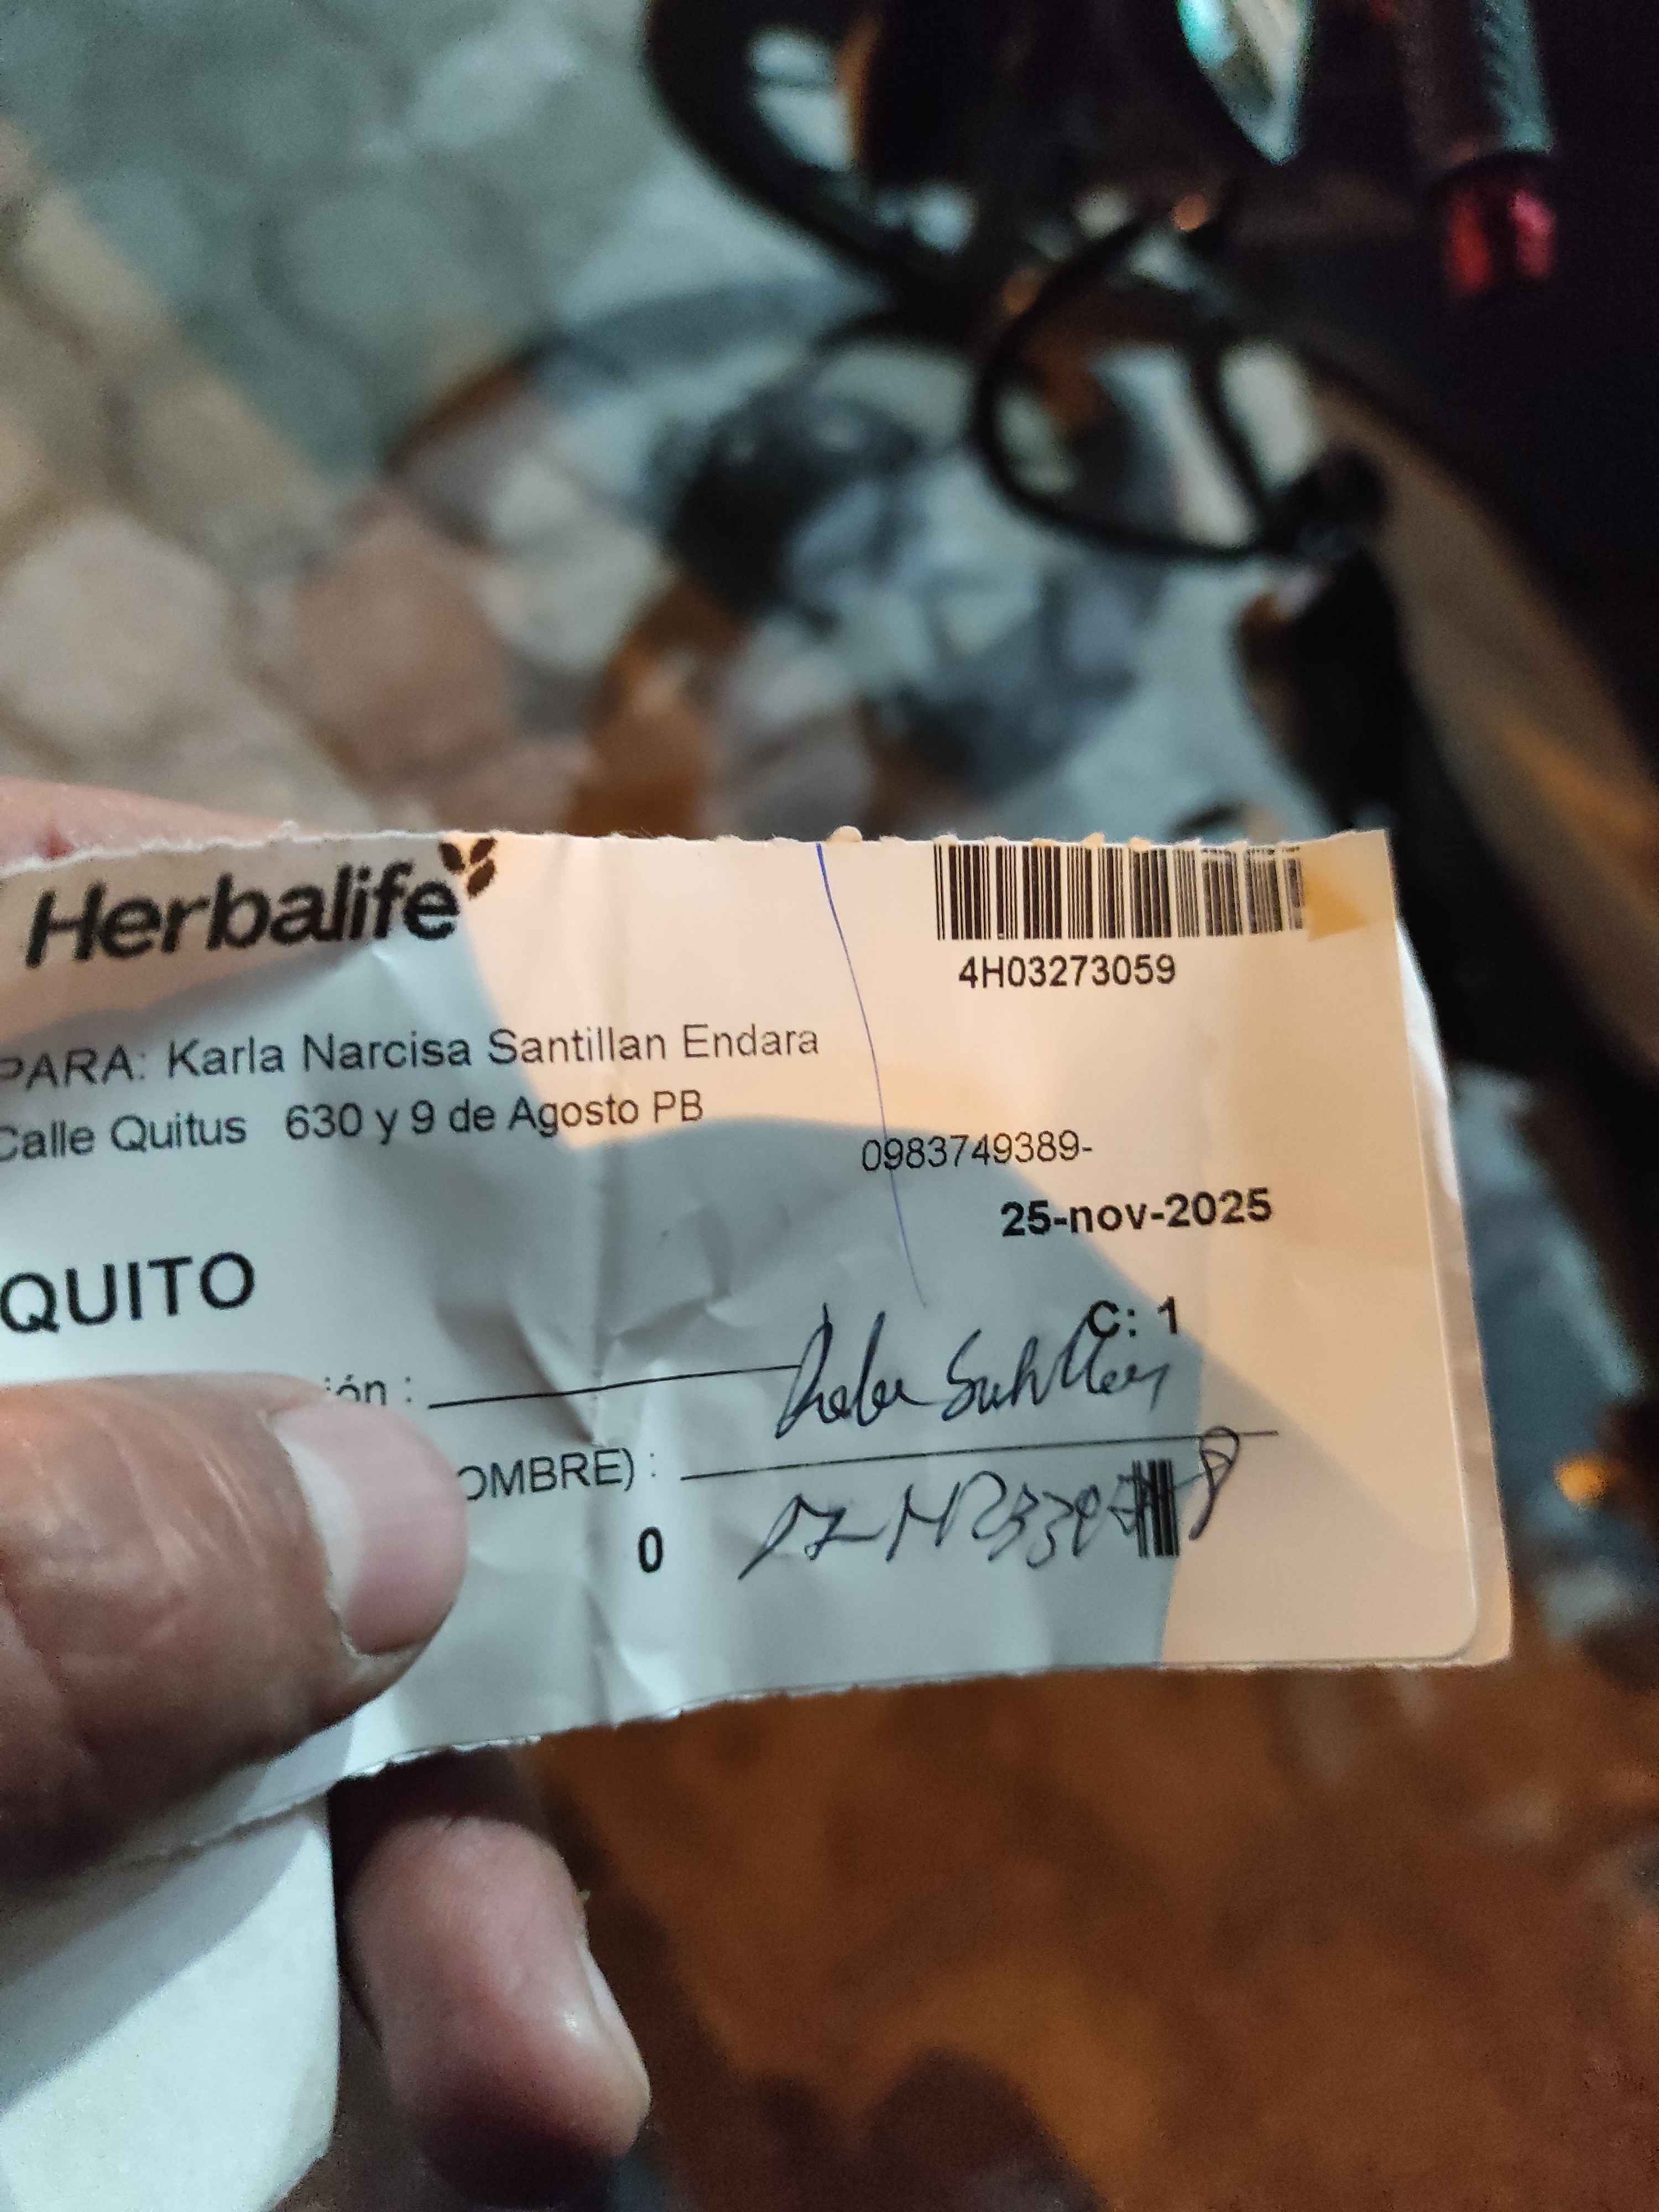 Herbalife
4H03273059
PARA: Karla Narcisa Santillan Endara
Calle Quitus 630 y 9 de Agosto PB
0983749389-
25-nov-2025
QUITO
C: 1
ión :
OMBRE) :
0